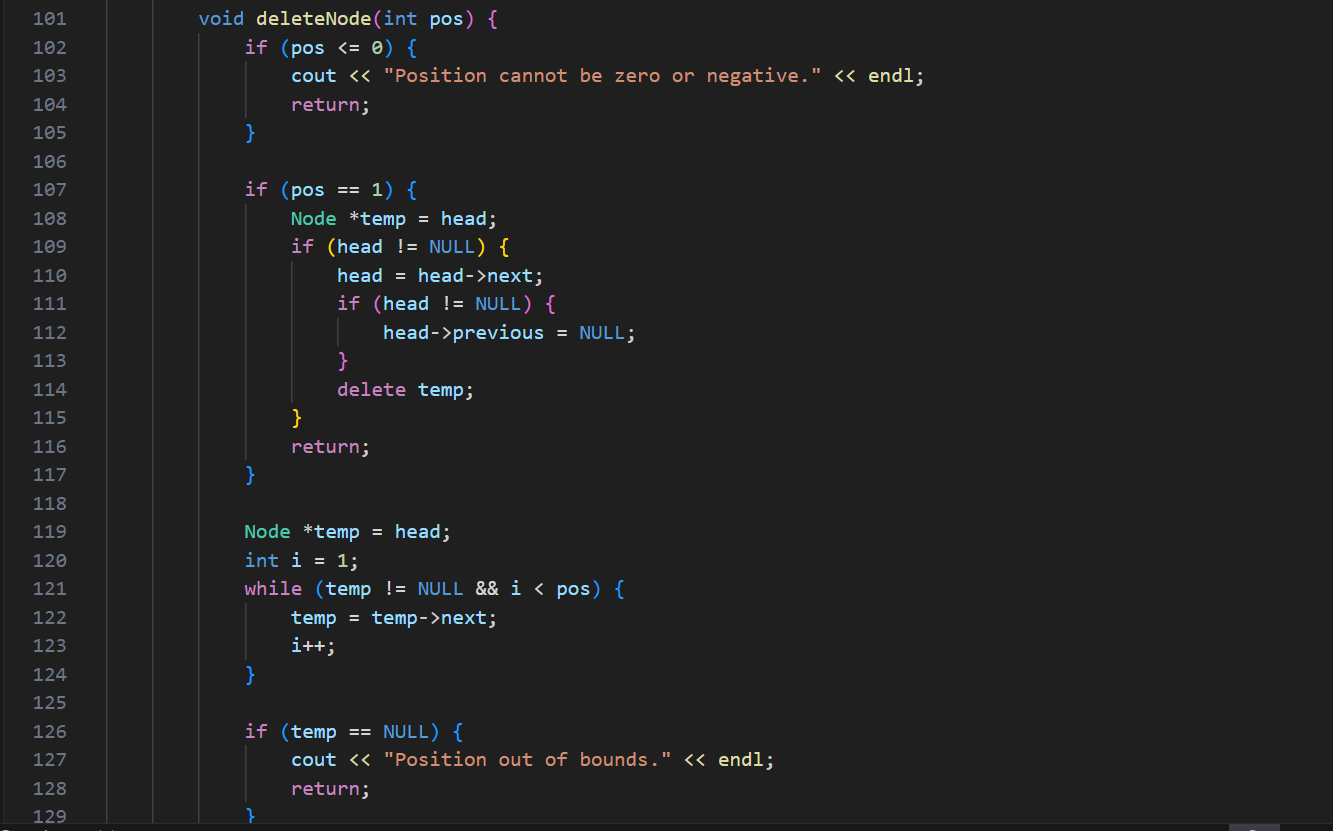 101 void deleteNode(int pos) {
102 if (pos <= 0) {
103 cout << "Position cannot be zero or negative." << endl;
104 return;
105 }
106
107 if (pos == 1) {
108 Node *temp = head;
109 if (head != NULL) {
110 head = head->next;
111 if (head != NULL) {
112 head->previous = NULL;
113 }
114 delete temp;
115 }
116 return;
117 }
118
119 Node *temp = head;
120 int i = 1;
121 while (temp != NULL && i < pos) {
122 temp = temp->next;
123 i++;
124 }
125
126 if (temp == NULL) {
127 cout << "Position out of bounds." << endl;
128 return;
129 }